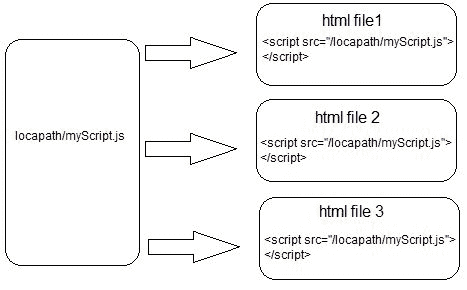 locapath/myScript.js
html file1
<script src="/locapath/myScript.js">
</script>
html file 2
<script src="/locapath/myScript.js">
</script>
html file 3
<script src="/locapath/myScript.js">
</script>